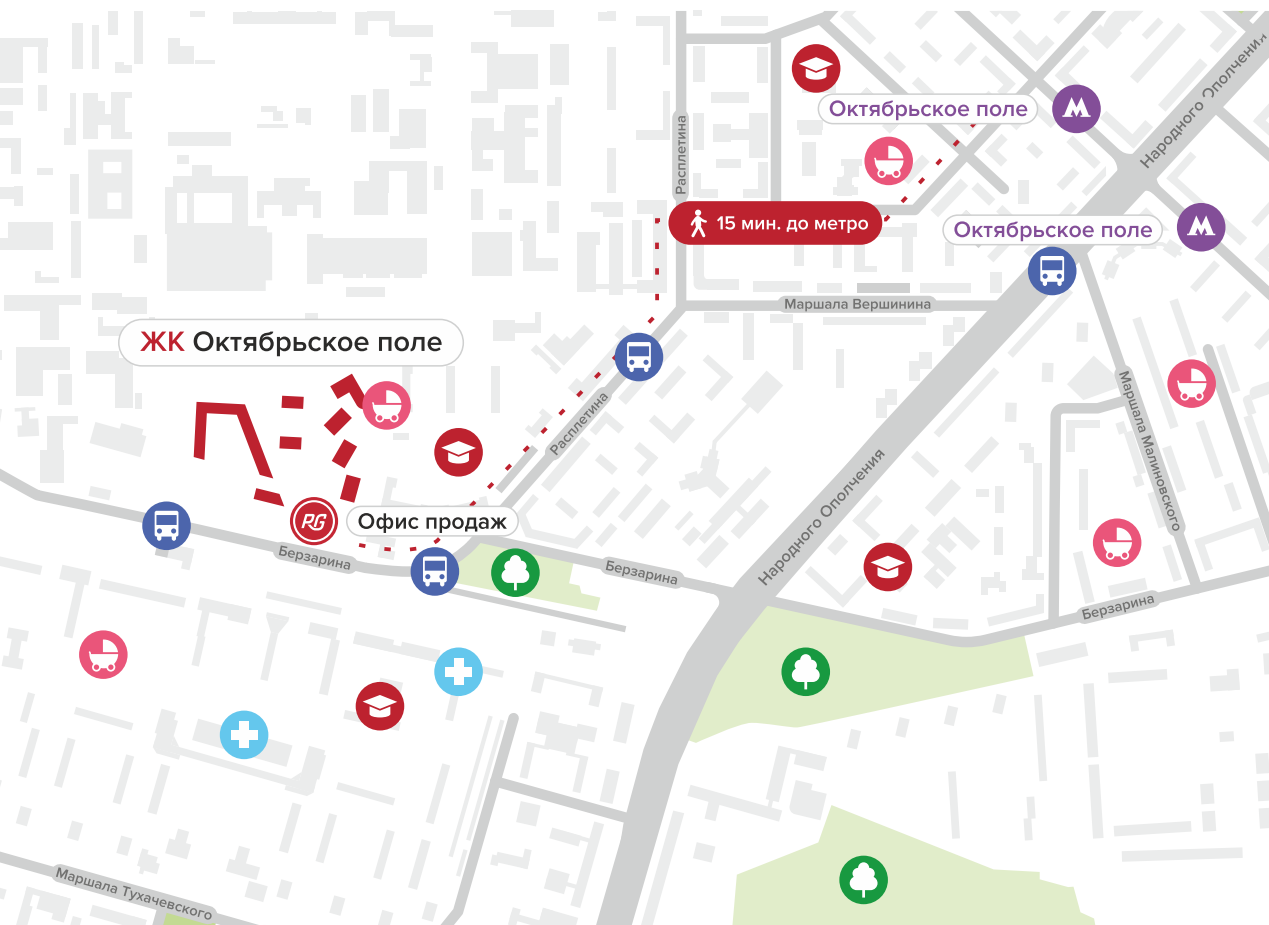 Октябрьское поле
Народного Ополчения
Расплетина
15 мин. до метро
Октябрьское поле
Маршала Вершинина
ЖК Октябрьское поле
Расплетина
Маршала Малиновского
Народного Ополчения
RG
Офис продаж
Берзарина
Берзарина
Берзарина
Маршала Тухачевского